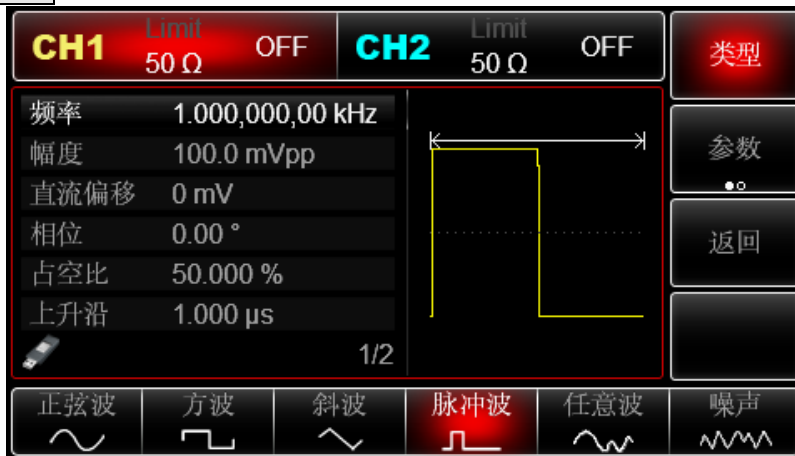 CH1 Limit 50 Ω OFF
CH2 Limit 50 Ω OFF
类型
频率 1.000,000,00 kHz
幅度 100.0 mVpp
直流偏移 0 mV
相位 0.00 °
占空比 50.000 %
上升沿 1.000 µs
1/2
参数
返回
正弦波 方波 斜波 脉冲波 任意波 噪声